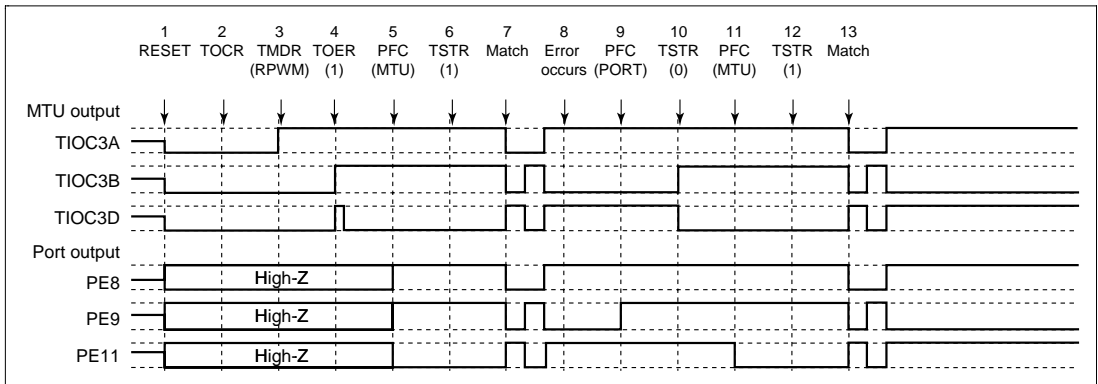 1 2 3 4 5 6 7 8 9 10 11 12 13
RESET TOCR TMDR TOER PFC TSTR Match Error PFC TSTR PFC TSTR Match
(RPWM) (1) (MTU) (1) occurs (PORT) (0) (MTU) (1)
MTU output
TIOC3A
TIOC3B
TIOC3D
Port output
PE8 High-Z
PE9 High-Z
PE11 High-Z